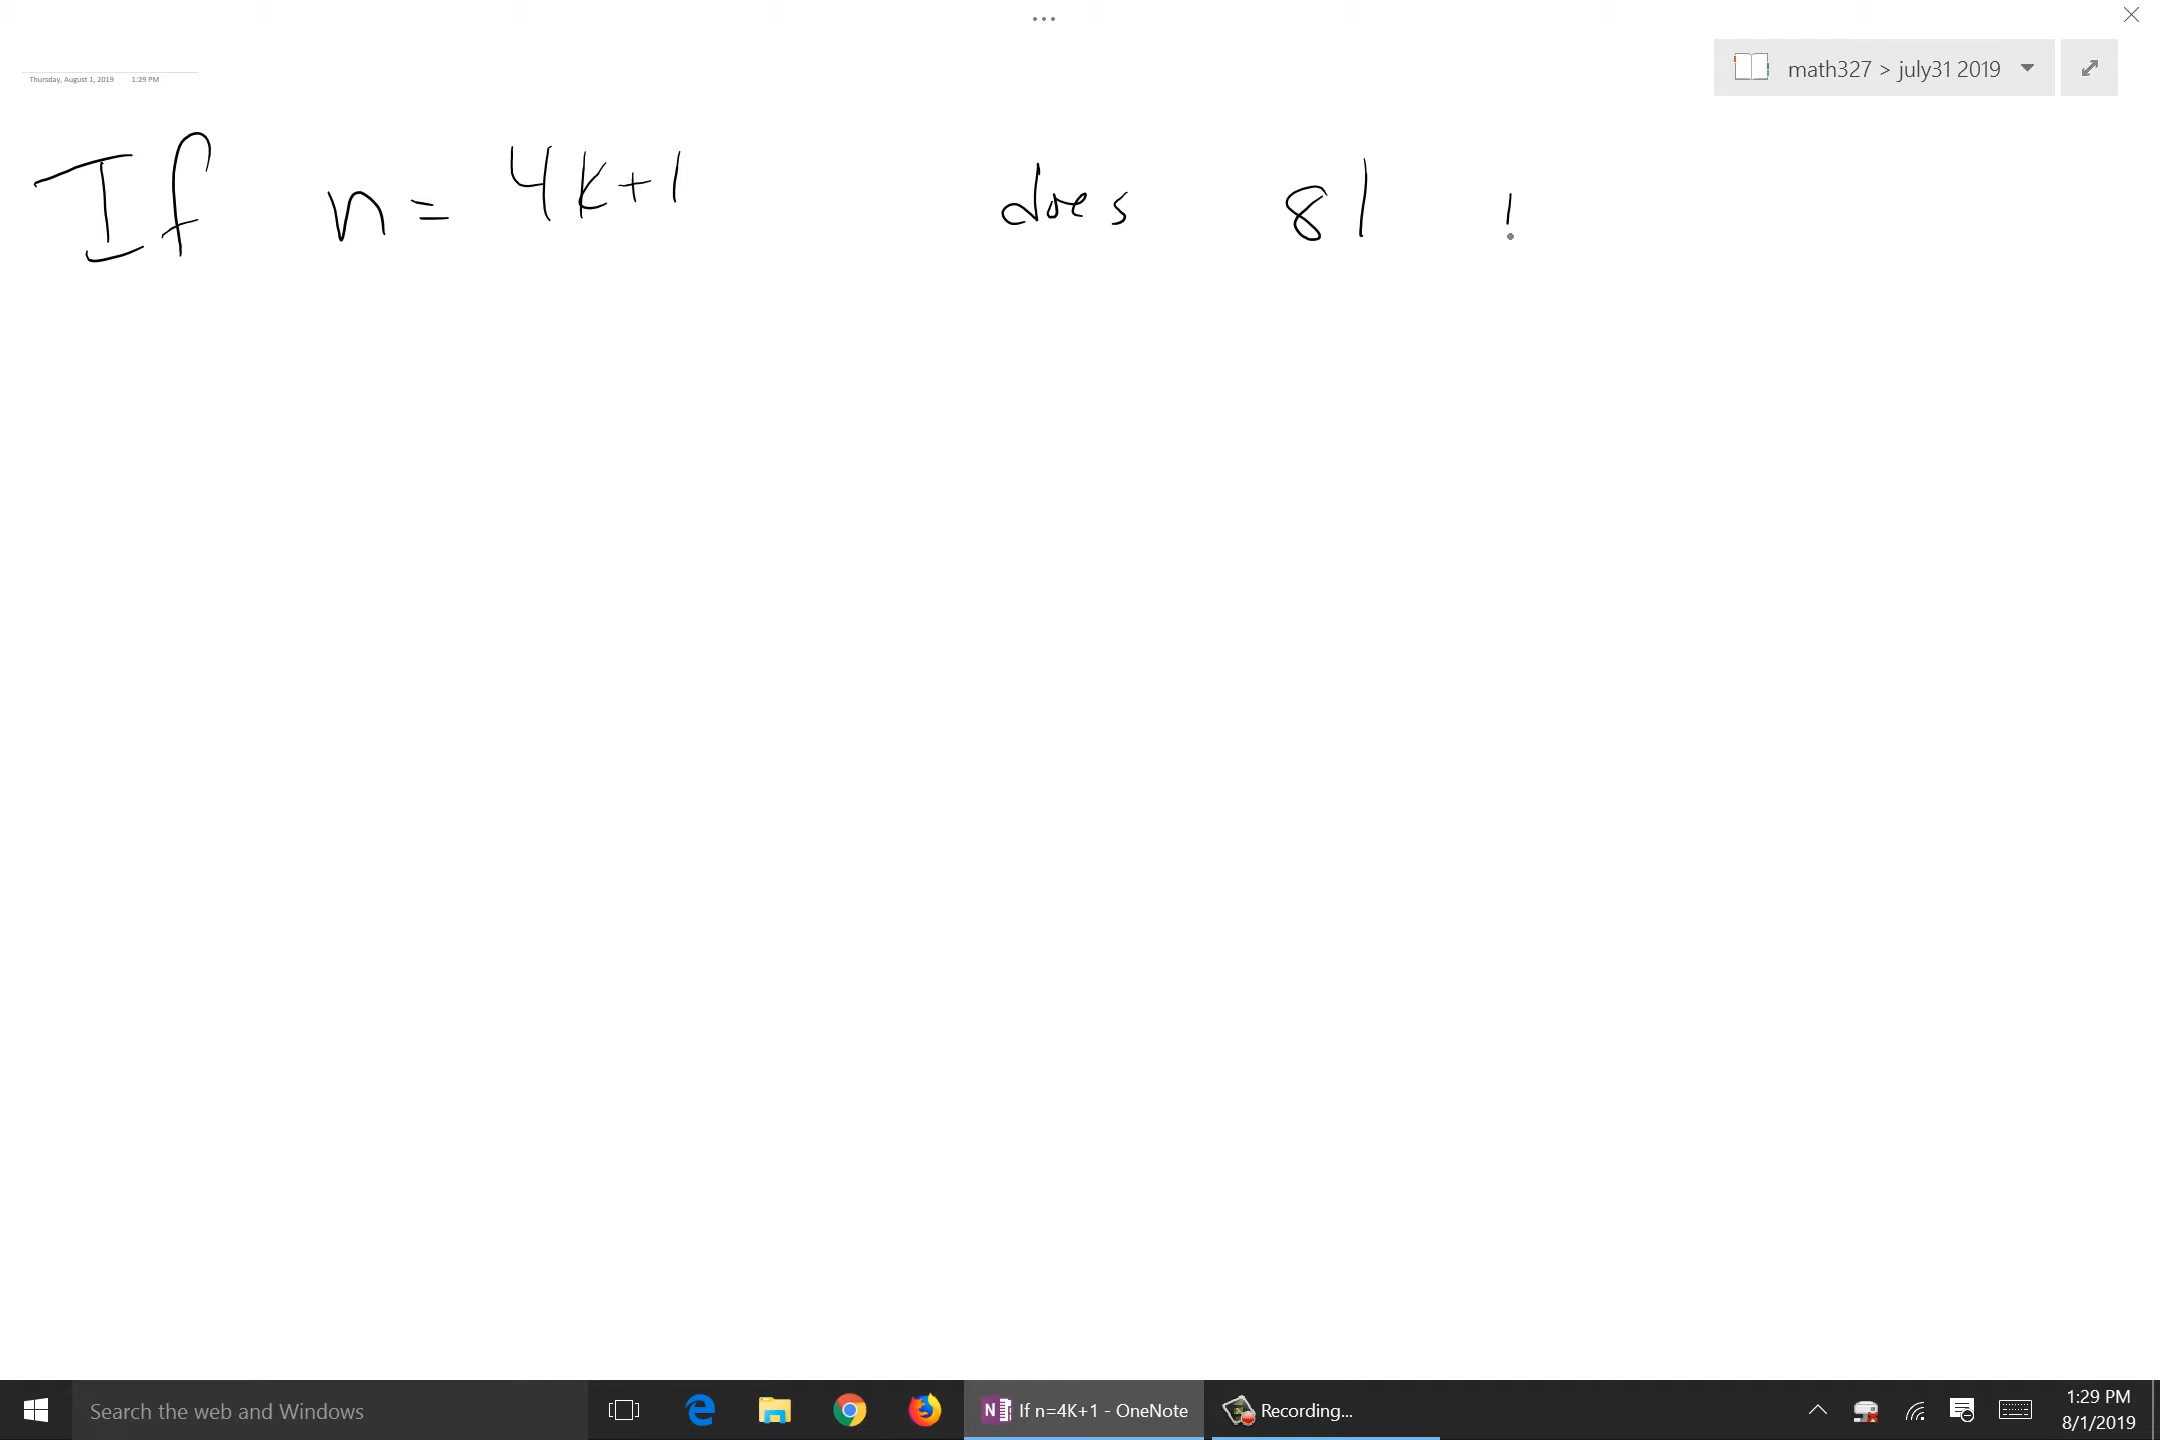 Thursday, August 1, 2019 1:29 PM
math327 > july31 2019
If n = 4k+1 does 8|
Search the web and Windows
If n=4K+1 - OneNote
Recording...
1:29 PM
8/1/2019